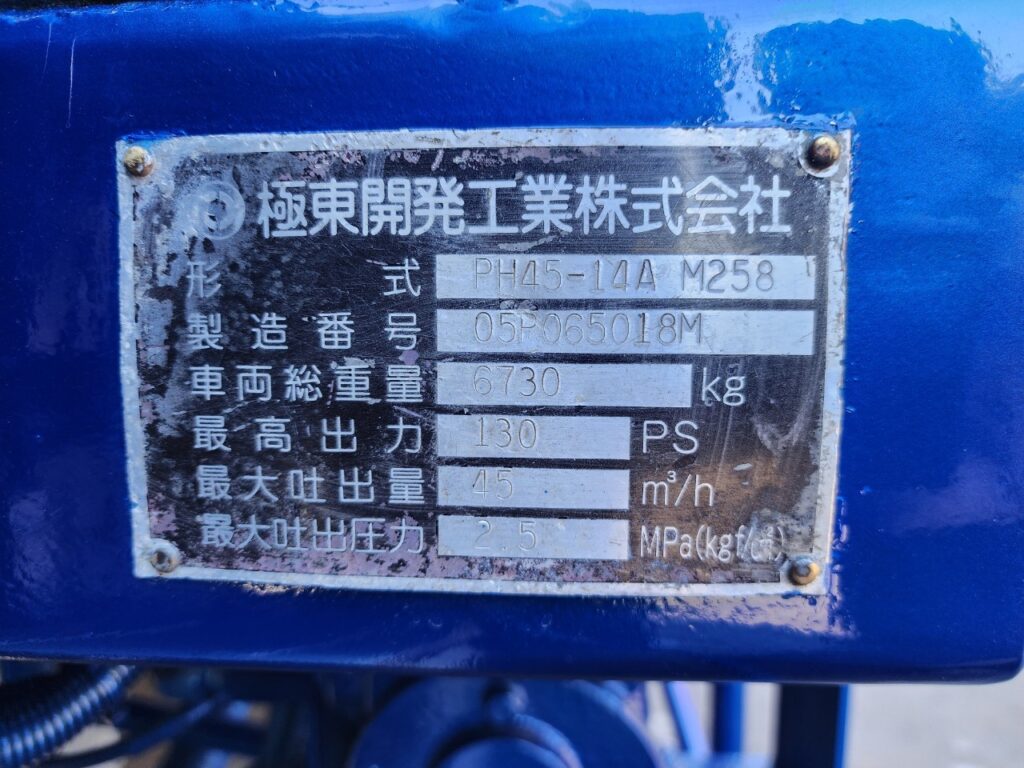 極東開発工業株式会社
形式 PH45-14A M258
製造番号 05P065018M
車両総重量 6730 kg
最高出力 130 PS
最大吐出量 45 m³/h
最大吐出圧力 2.5 MPa(kgf/c㎡)